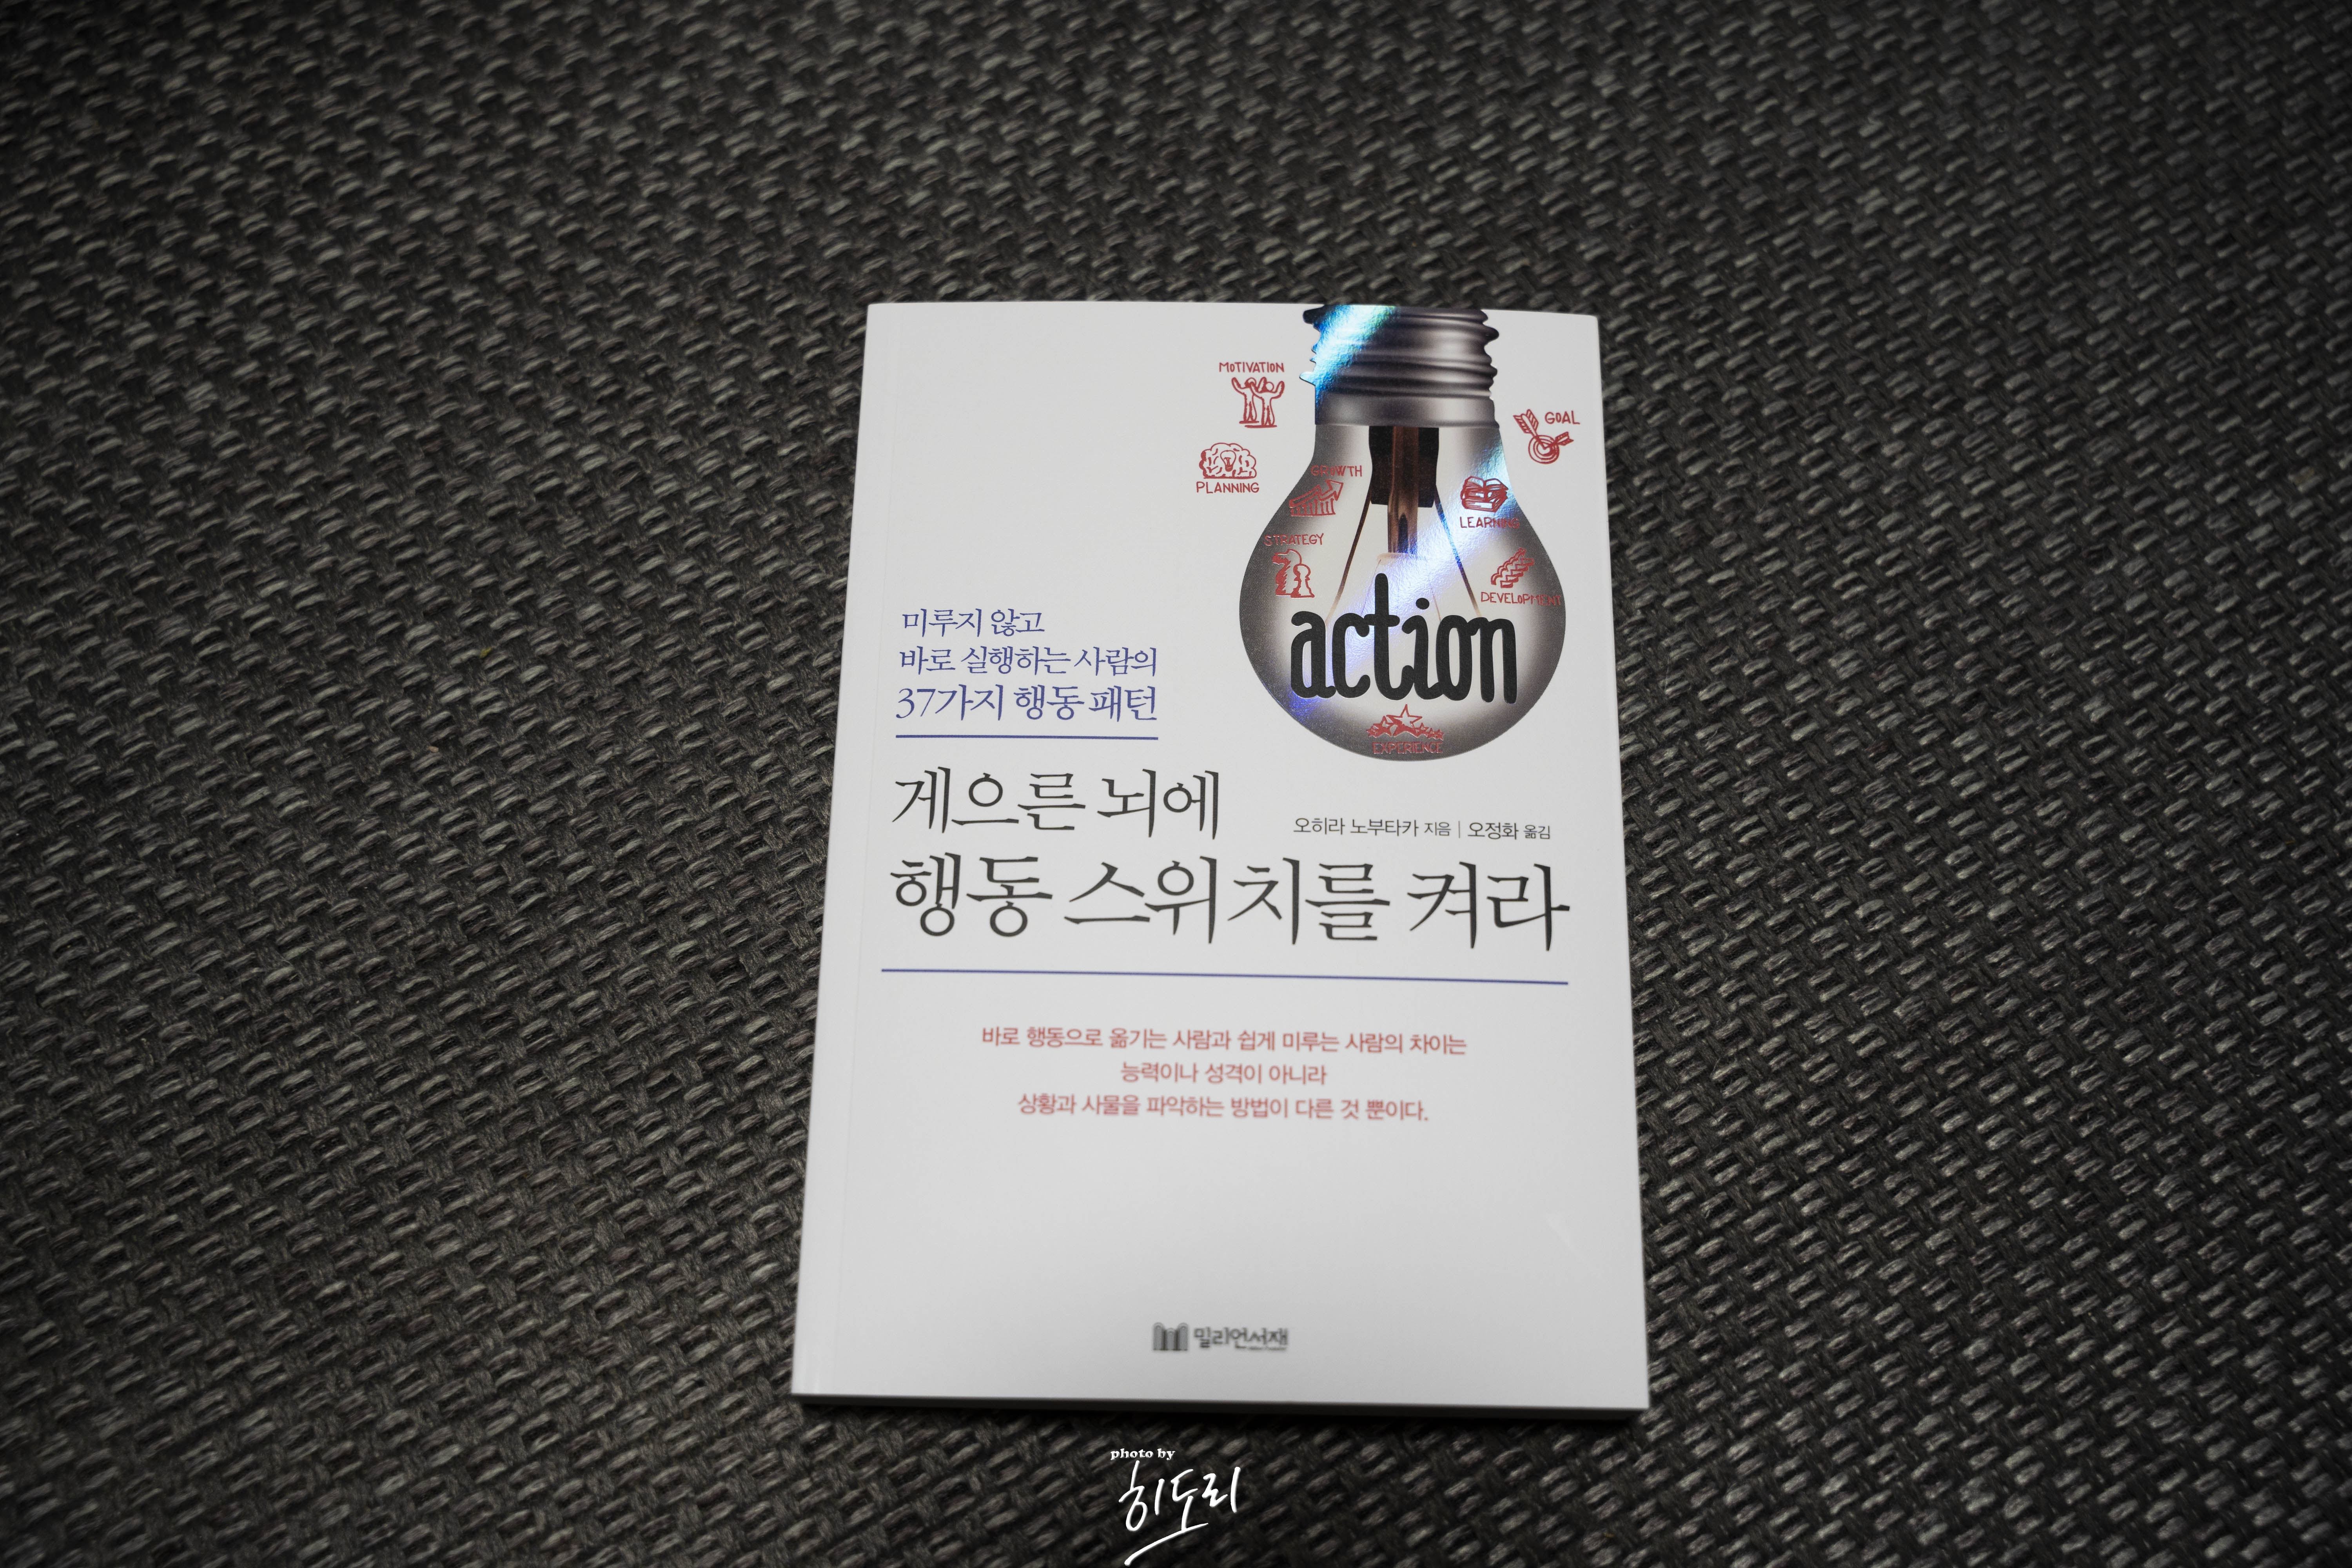 MOTIVATION
GOAL
PLANNING
GROWTH
LEARNING
STRATEGY
DEVELOPMENT
action
EXPERIENCE
미루지 않고
바로 실행하는 사람의
37가지 행동 패턴
게으른 뇌에
오히라 노부타카 지음 | 오정화 옮김
행동 스위치를 켜라
바로 행동으로 옮기는 사람과 쉽게 미루는 사람의 차이는
능력이나 성격이 아니라
상황과 사물을 파악하는 방법이 다른 것 뿐이다.
밀리언서재
photo by
히도리